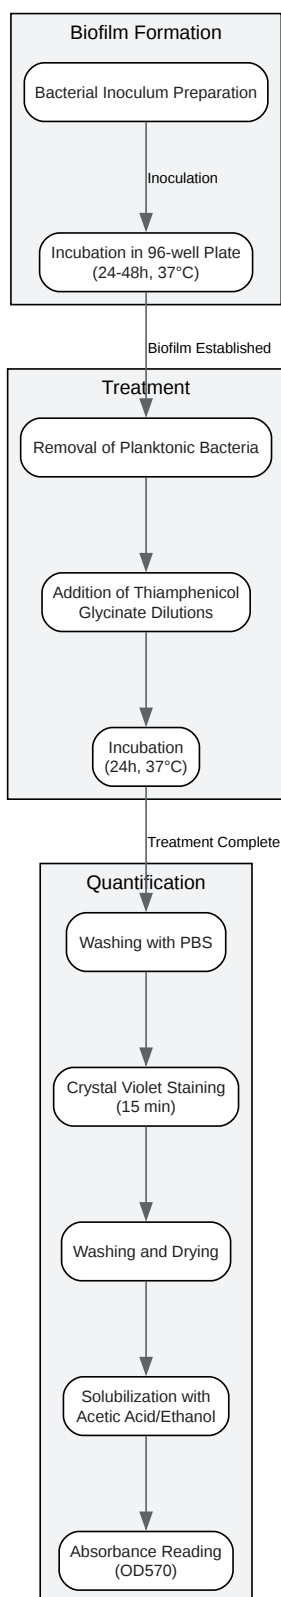 Biofilm Formation
Bacterial Inoculum Preparation
Inoculation
Incubation in 96-well Plate
(24-48h, 37°C)
Biofilm Established
Treatment
Removal of Planktonic Bacteria
Addition of Thiamphenicol
Glycinate Dilutions
Incubation
(24h, 37°C)
Treatment Complete
Quantification
Washing with PBS
Crystal Violet Staining
(15 min)
Washing and Drying
Solubilization with
Acetic Acid/Ethanol
Absorbance Reading
(OD570)